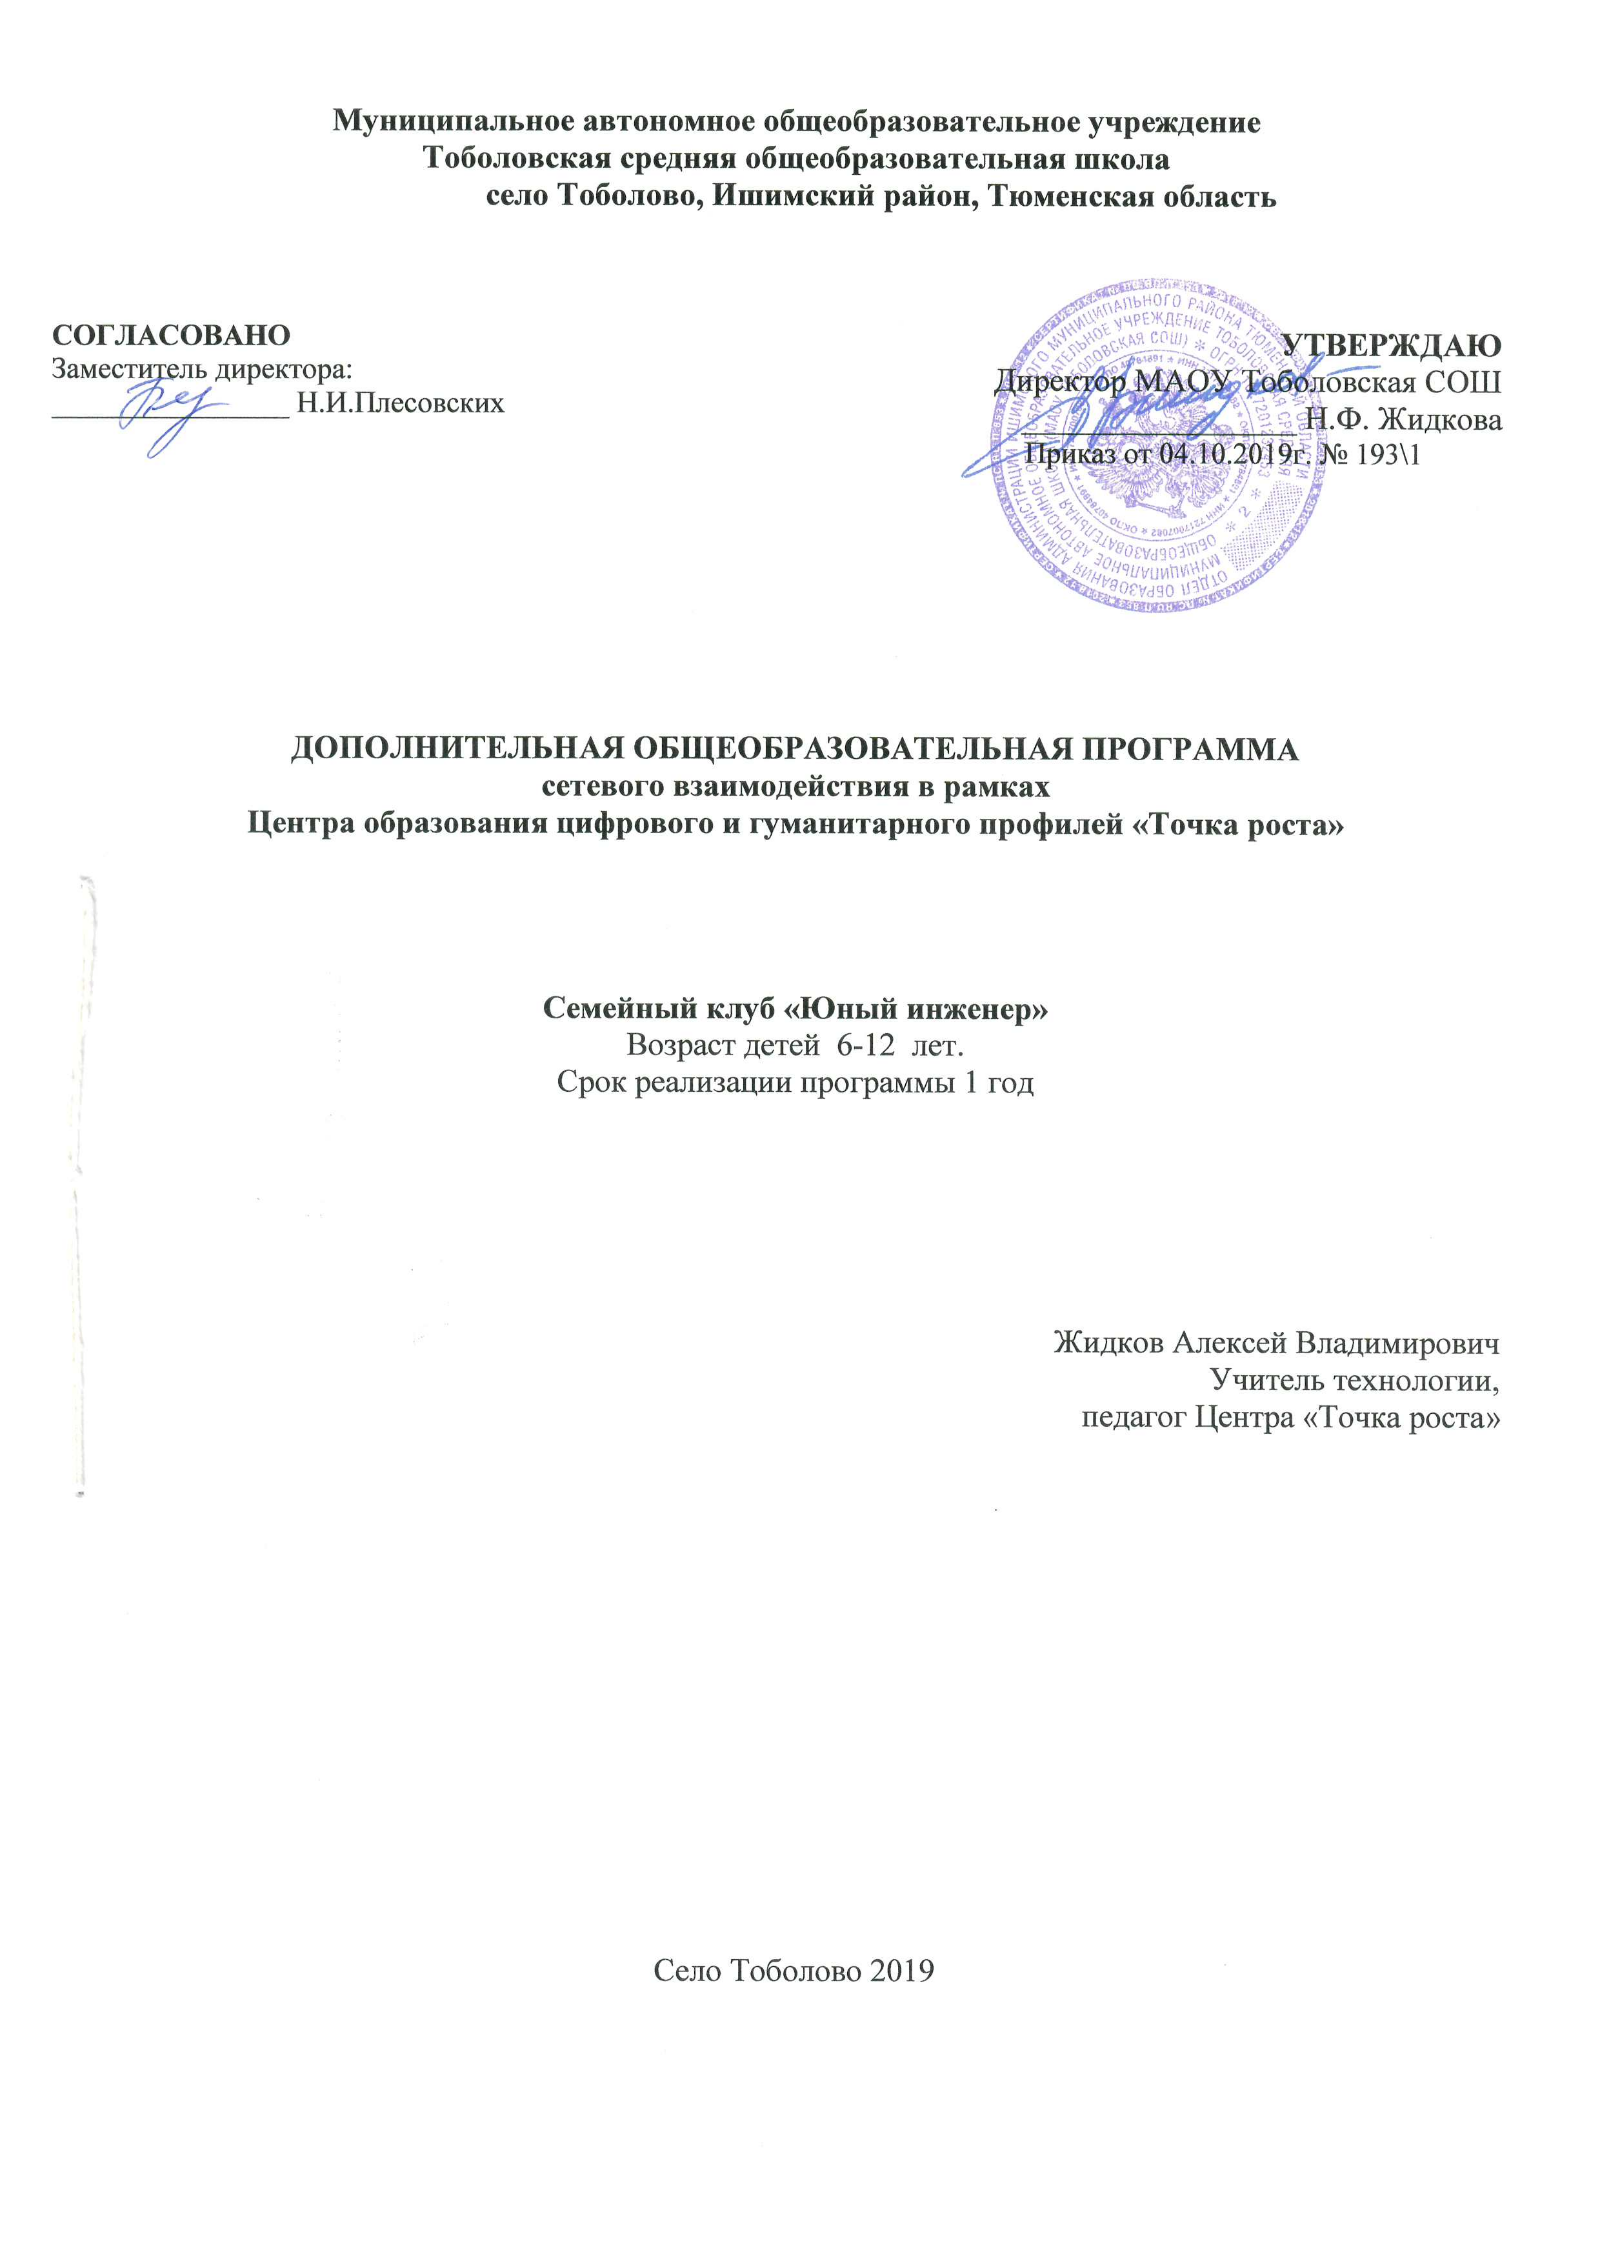 Муниципальное автономное общеобразовательное учреждение
Тоболовская средняя общеобразовательная школа
село Тоболово, Ишимский район, Тюменская область
СОГЛАСОВАНО
Заместитель директора:
Н.И.Плесовских
УТВЕРЖДАЮ
Директор МАОУ Тоболовская СОШ
Н.Ф. Жидкова
Приказ от 04.10.2019г. № 193\1
ДОПОЛНИТЕЛЬНАЯ ОБЩЕОБРАЗОВАТЕЛЬНАЯ ПРОГРАММА
сетевого взаимодействия в рамках
Центра образования цифрового и гуманитарного профилей «Точка роста»
Семейный клуб «Юный инженер»
Возраст детей 6-12 лет.
Срок реализации программы 1 год
Жидков Алексей Владимирович
Учитель технологии,
педагог Центра «Точка роста»
Село Тоболово 2019